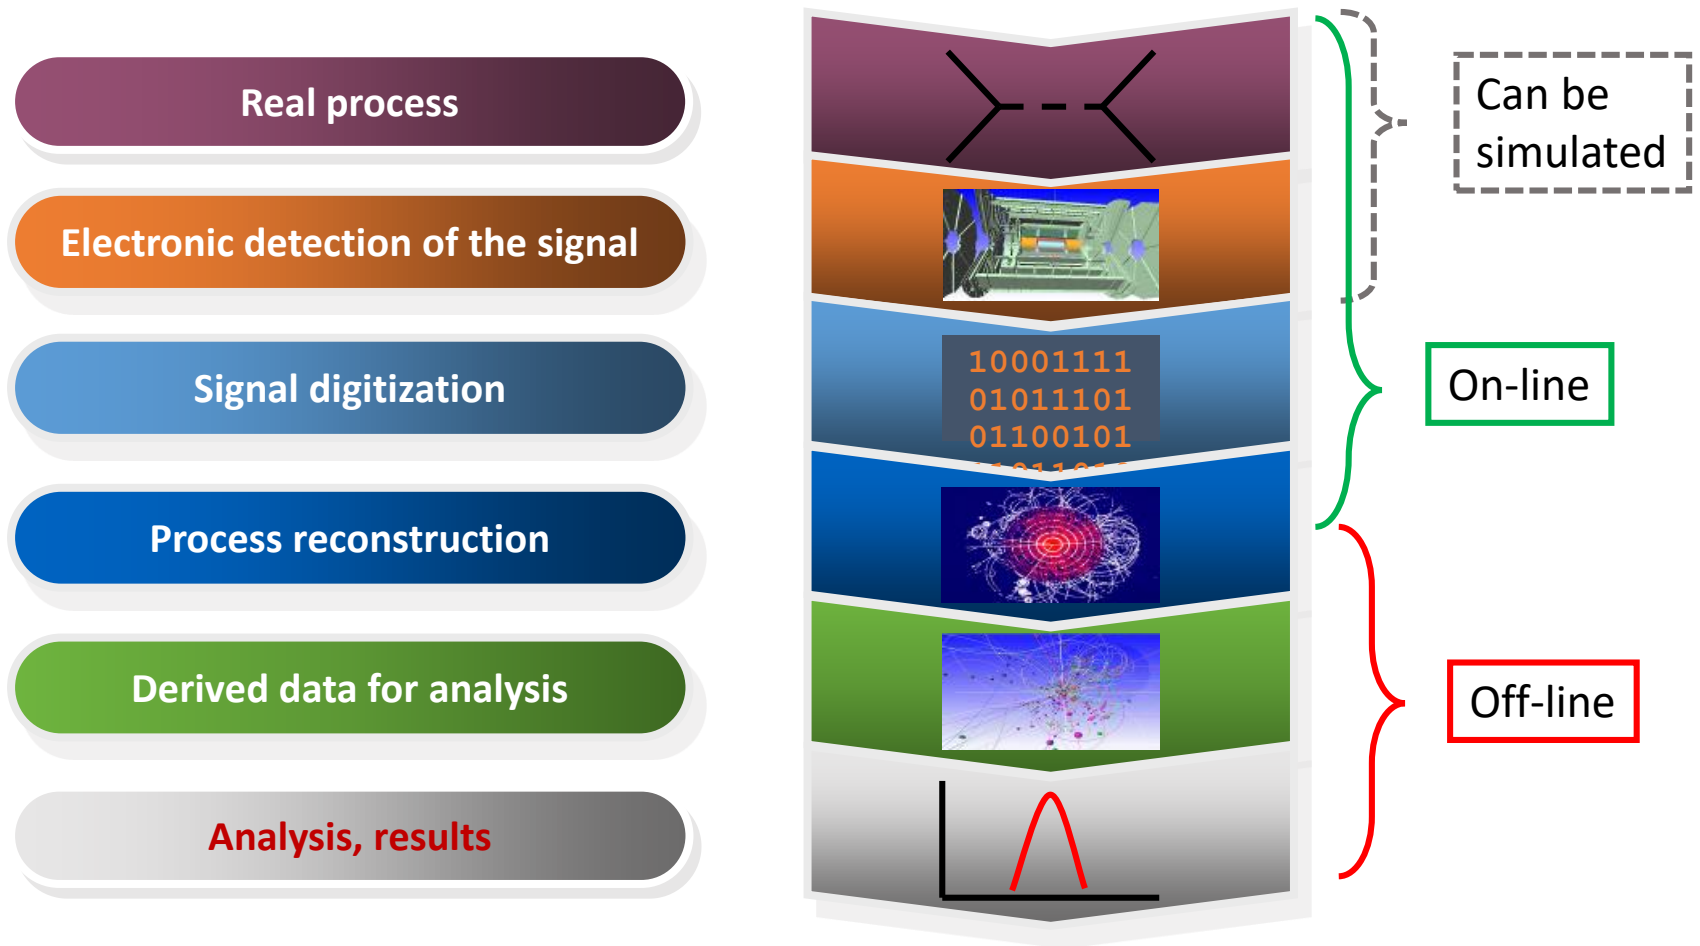 Real process
Electronic detection of the signal
Signal digitization
Process reconstruction
Derived data for analysis
Analysis, results
10001111
01011101
01100101
Can be
simulated
On-line
Off-line